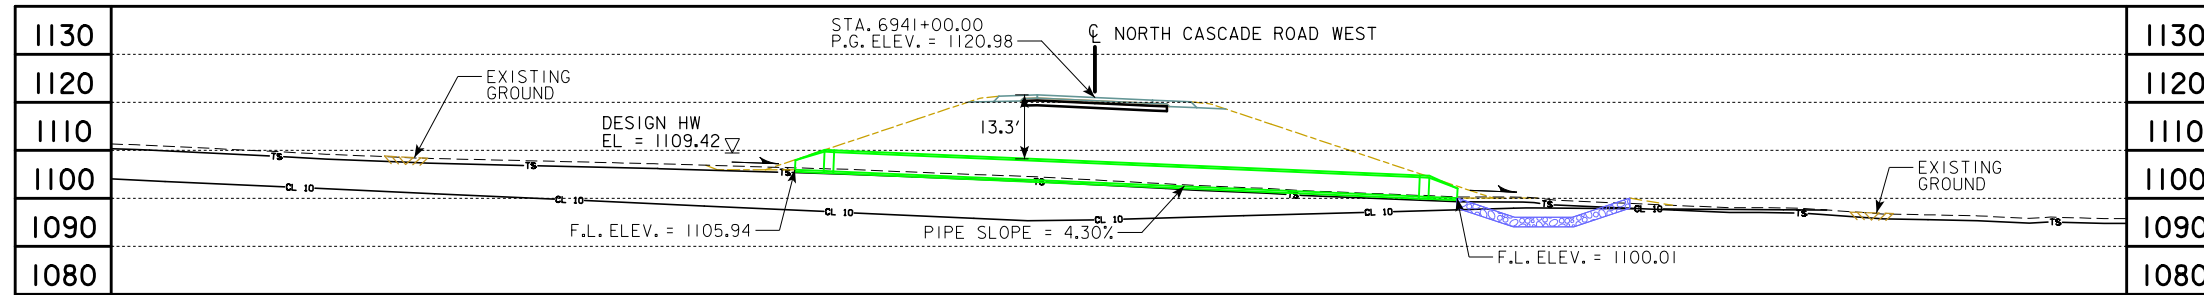 STA. 6941+00.00
P.G. ELEV. = 1120.98
℄ NORTH CASCADE ROAD WEST
1130
1130
EXISTING
GROUND
1120
1120
13.3'
DESIGN HW
EL = 1109.42
1110
1110
TS
TS
TS
TS
TS
TS
TS
TS
EXISTING
GROUND
1100
1100
CL 10
CL 10
CL 10
CL 10
CL 10
CL 10
F.L. ELEV. = 1105.94
PIPE SLOPE = 4.30%
1090
1090
F.L. ELEV. = 1100.01
1080
1080